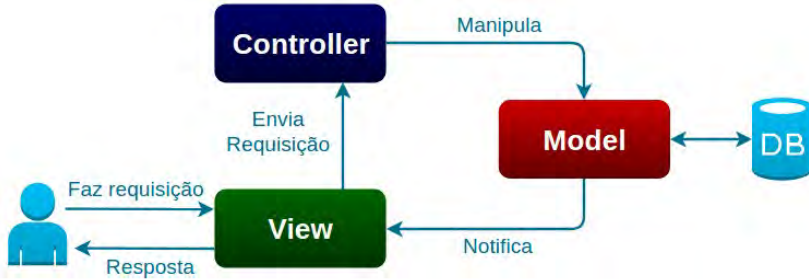 Controller
Manipula
Envia
Requisição
Model
DB
Faz requisição
View
Notifica
Resposta